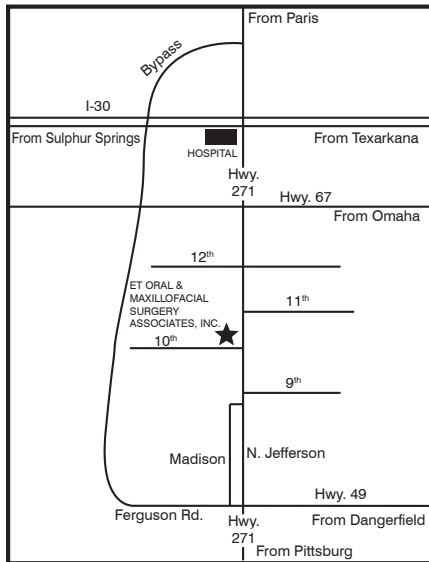 From Paris
Bypass
I-30
From Sulphur Springs
From Texarkana
HOSPITAL
Hwy.
271
Hwy. 67
From Omaha
12th
ET ORAL &
MAXILLOFACIAL
SURGERY
ASSOCIATES, INC.
11th
10th
9th
Madison
N. Jefferson
Hwy. 49
Ferguson Rd.
Hwy.
271
From Dangerfield
From Pittsburg